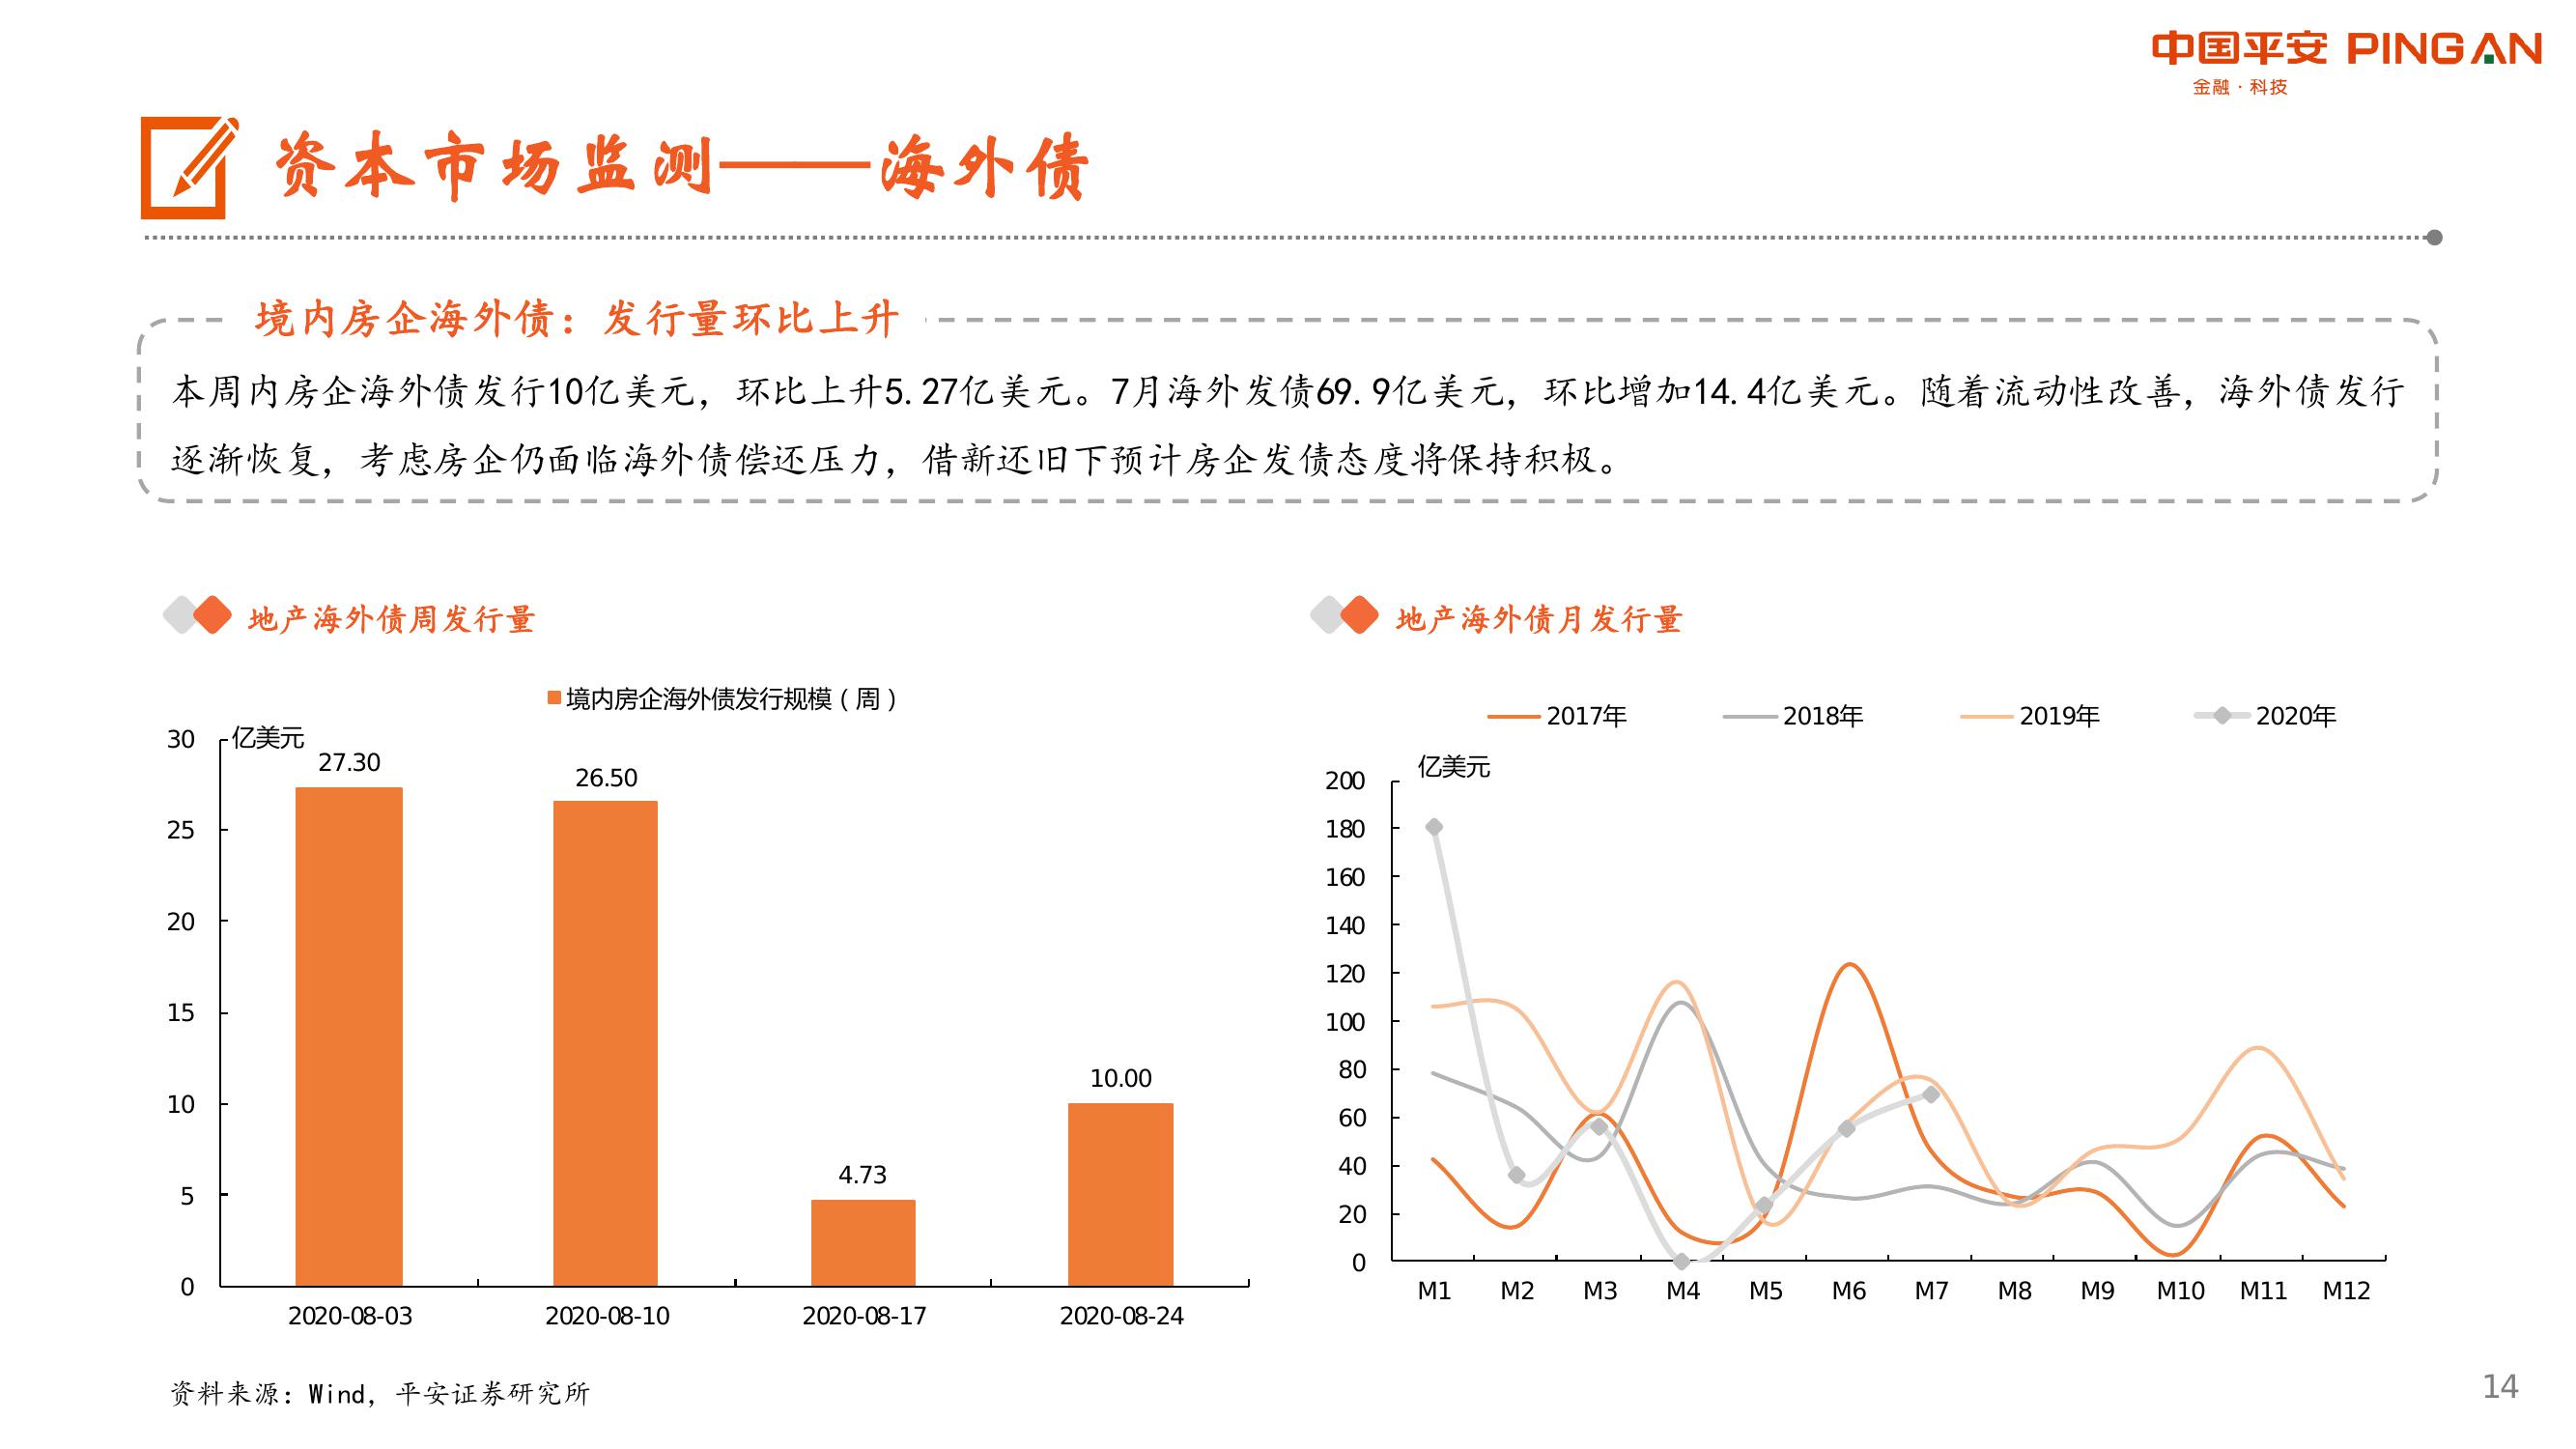 中国平安 PINGAN
金融·科技
资本市场监测——海外债
境内房企海外债：发行量环比上升
本周内房企海外债发行10亿美元，环比上升5.27亿美元。7月海外发债69.9亿美元，环比增加14.4亿美元。随着流动性改善，海外债发行
逐渐恢复，考虑房企仍面临海外债偿还压力，借新还旧下预计房企发债态度将保持积极。
地产海外债周发行量
境内房企海外债发行规模（周）
亿美元
30
25
20
15
10
5
0
27.30
26.50
4.73
10.00
2020-08-03
2020-08-10
2020-08-17
2020-08-24
地产海外债月发行量
2017年
2018年
2019年
2020年
亿美元
200
180
160
140
120
100
80
60
40
20
0
M1
M2
M3
M4
M5
M6
M7
M8
M9
M10
M11
M12
资料来源：Wind，平安证券研究所
14